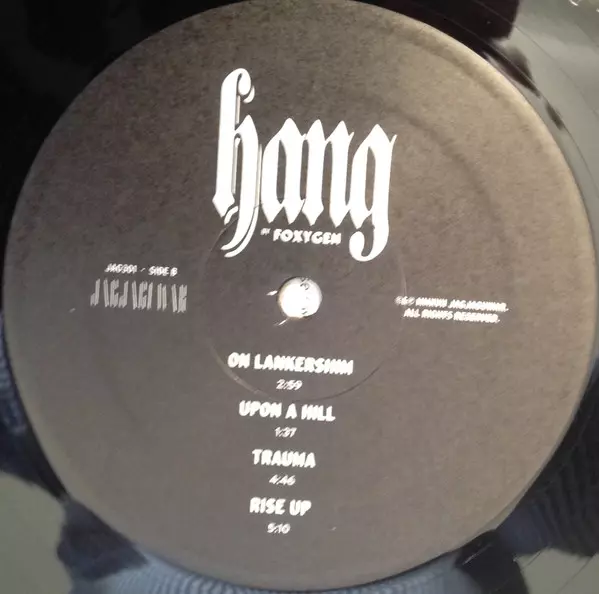 hang
BY FOXYGEN
JAG301 - SIDE B
JAGJAGUWAR
ALL RIGHTS RESERVED.
ON LANKERSHIM
2:59
UPON A HILL
1:37
TRAUMA
4:46
RISE UP
5:10